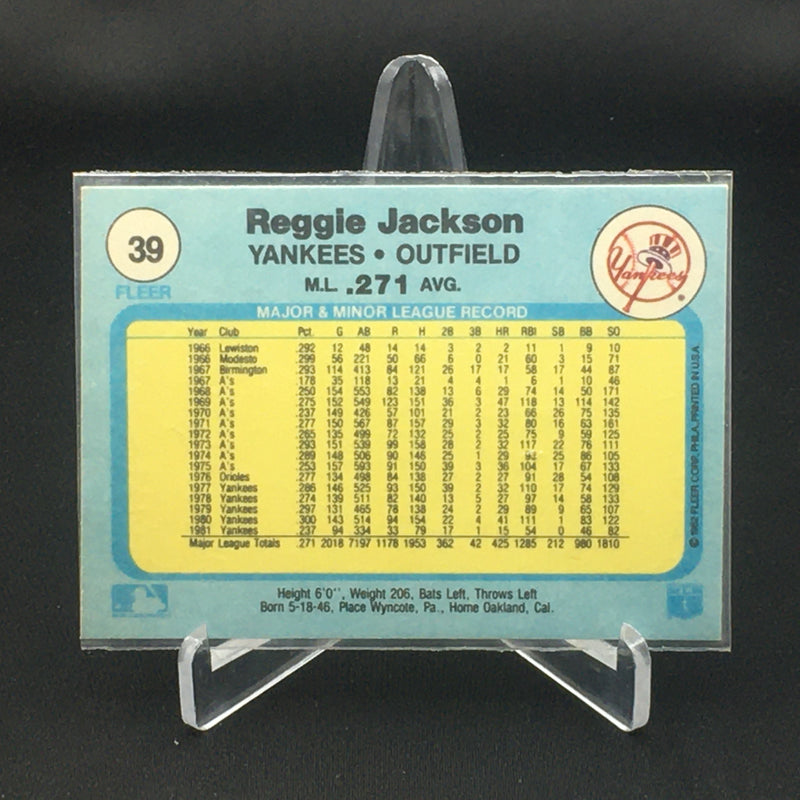 39
FLEER
Reggie Jackson
YANKEES • OUTFIELD
M.L. .271 AVG.
Yankees
®
MAJOR & MINOR LEAGUE RECORD
Year Club Pct. G AB R H 2B 3B HR RBI SB BB SO
1966 Lewiston .292 12 48 14 14 3 2 2 11 1 9 10
1966 Modesto .299 56 221 50 66 6 0 21 60 3 15 71
1967 Birmington .293 114 413 84 121 26 17 17 58 17 44 87
1967 A's .178 35 118 13 21 4 4 1 6 1 10 46
1968 A's .250 154 553 82 138 13 6 29 74 14 50 171
1969 A's .275 152 549 123 151 36 3 47 118 13 114 142
1970 A's .237 149 426 57 101 21 2 23 66 26 75 135
1971 A's .277 150 567 87 157 29 3 32 80 16 63 161
1972 A's .265 135 499 72 132 25 2 25 75 9 59 125
1973 A's .293 151 539 99 158 28 2 32 117 22 76 111
1974 A's .289 148 506 90 146 25 1 29 93 25 86 105
1975 A's .253 157 593 91 150 39 3 36 104 17 67 133
1976 Orioles .277 134 498 84 138 27 2 27 91 28 54 108
1977 Yankees .286 146 525 93 150 39 2 32 110 17 74 129
1978 Yankees .274 139 511 82 140 13 5 27 97 14 58 133
1979 Yankees .297 131 465 78 138 24 2 29 89 9 65 107
1980 Yankees .300 143 514 94 154 22 4 41 111 1 83 122
1981 Yankees .237 94 334 33 79 17 1 15 54 0 46 82
Major League Totals .271 2018 7197 1178 1953 362 42 425 1285 212 980 1810
© 1982 FLEER CORP. PHILA., PRINTED IN U.S.A.
Height 6'0'', Weight 206, Bats Left, Throws Left
Born 5-18-46, Place Wyncote, Pa., Home Oakland, Cal.